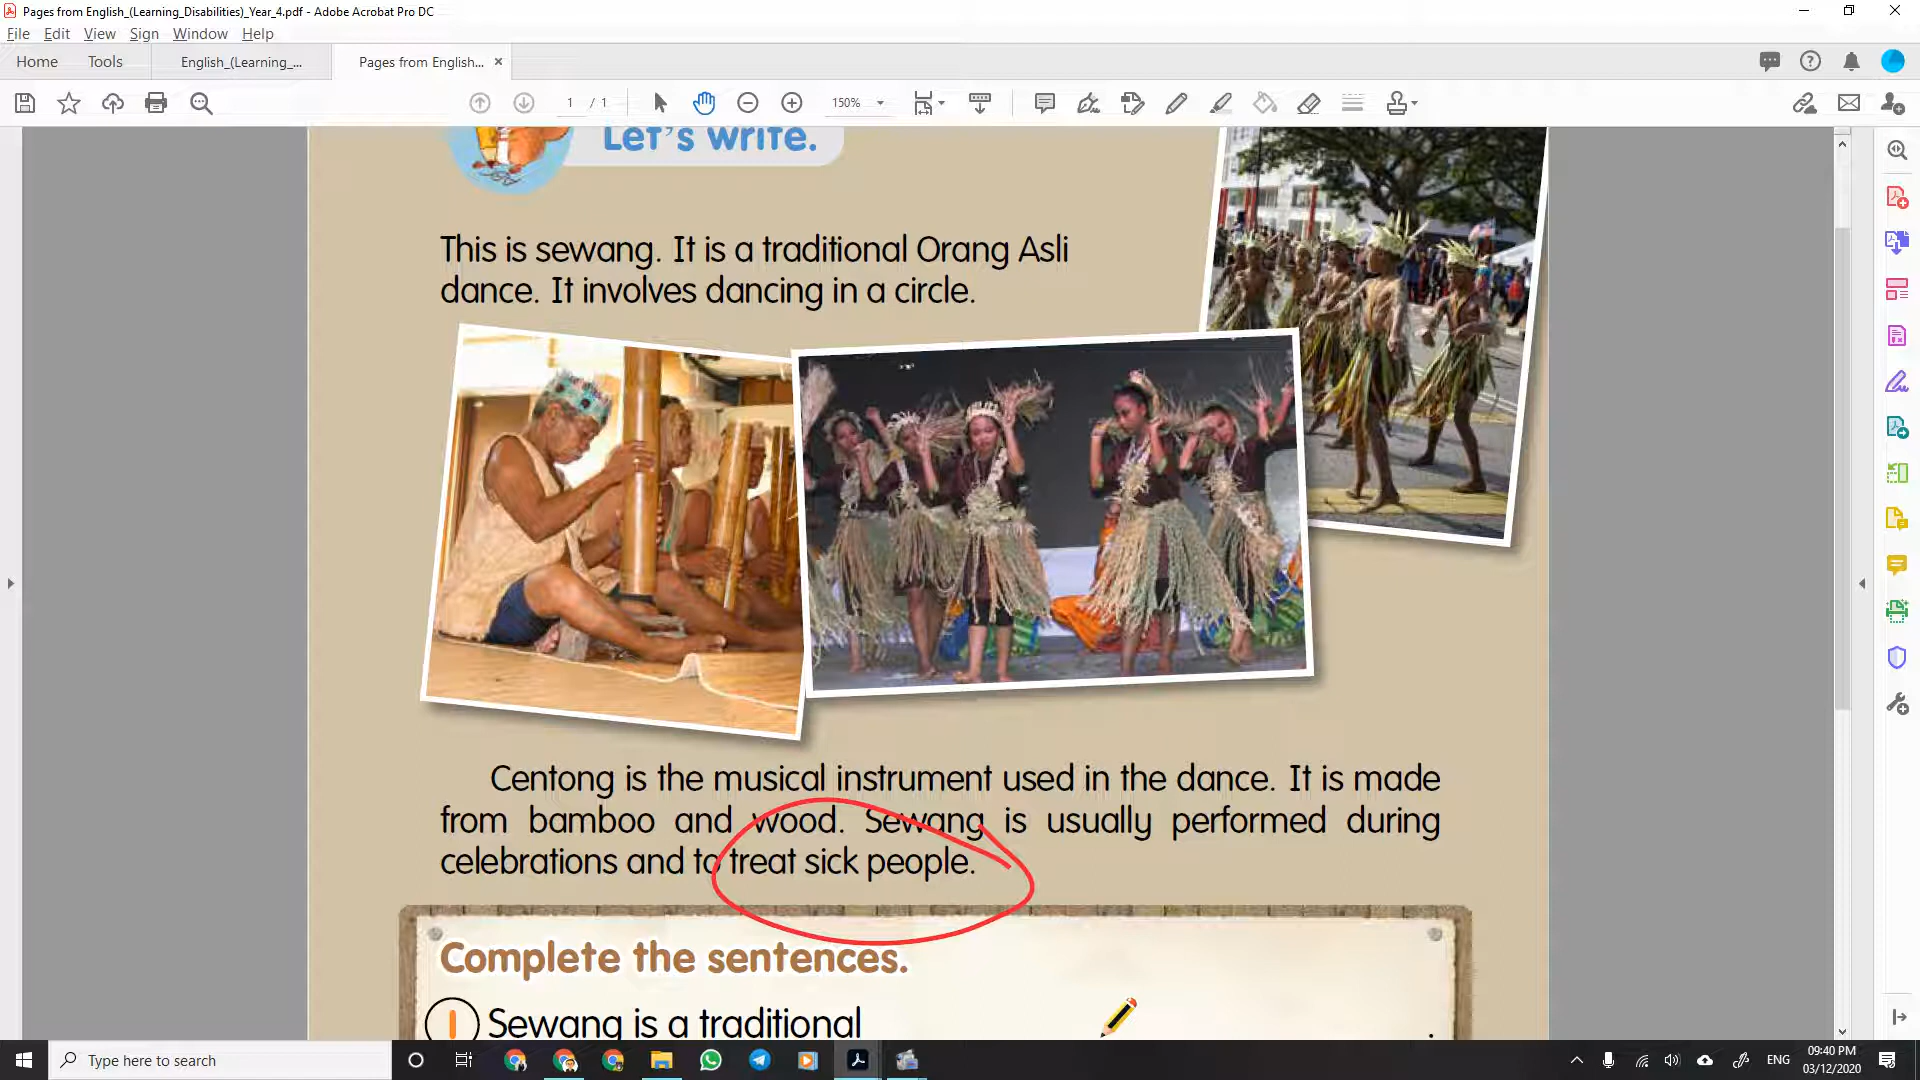 Pages from English_(Learning_Disabilities)_Year_4.pdf - Adobe Acrobat Pro DC
File Edit View Sign Window Help
Home Tools English_(Learning_... Pages from English...
1 / 1 150%
Let's write.
This is sewang. It is a traditional Orang Asli
dance. It involves dancing in a circle.
Centong is the musical instrument used in the dance. It is made
from bamboo and wood. Sewang is usually performed during
celebrations and to treat sick people.
Complete the sentences.
1 Sewang is a traditional .
Type here to search
ENG
09:40 PM
03/12/2020